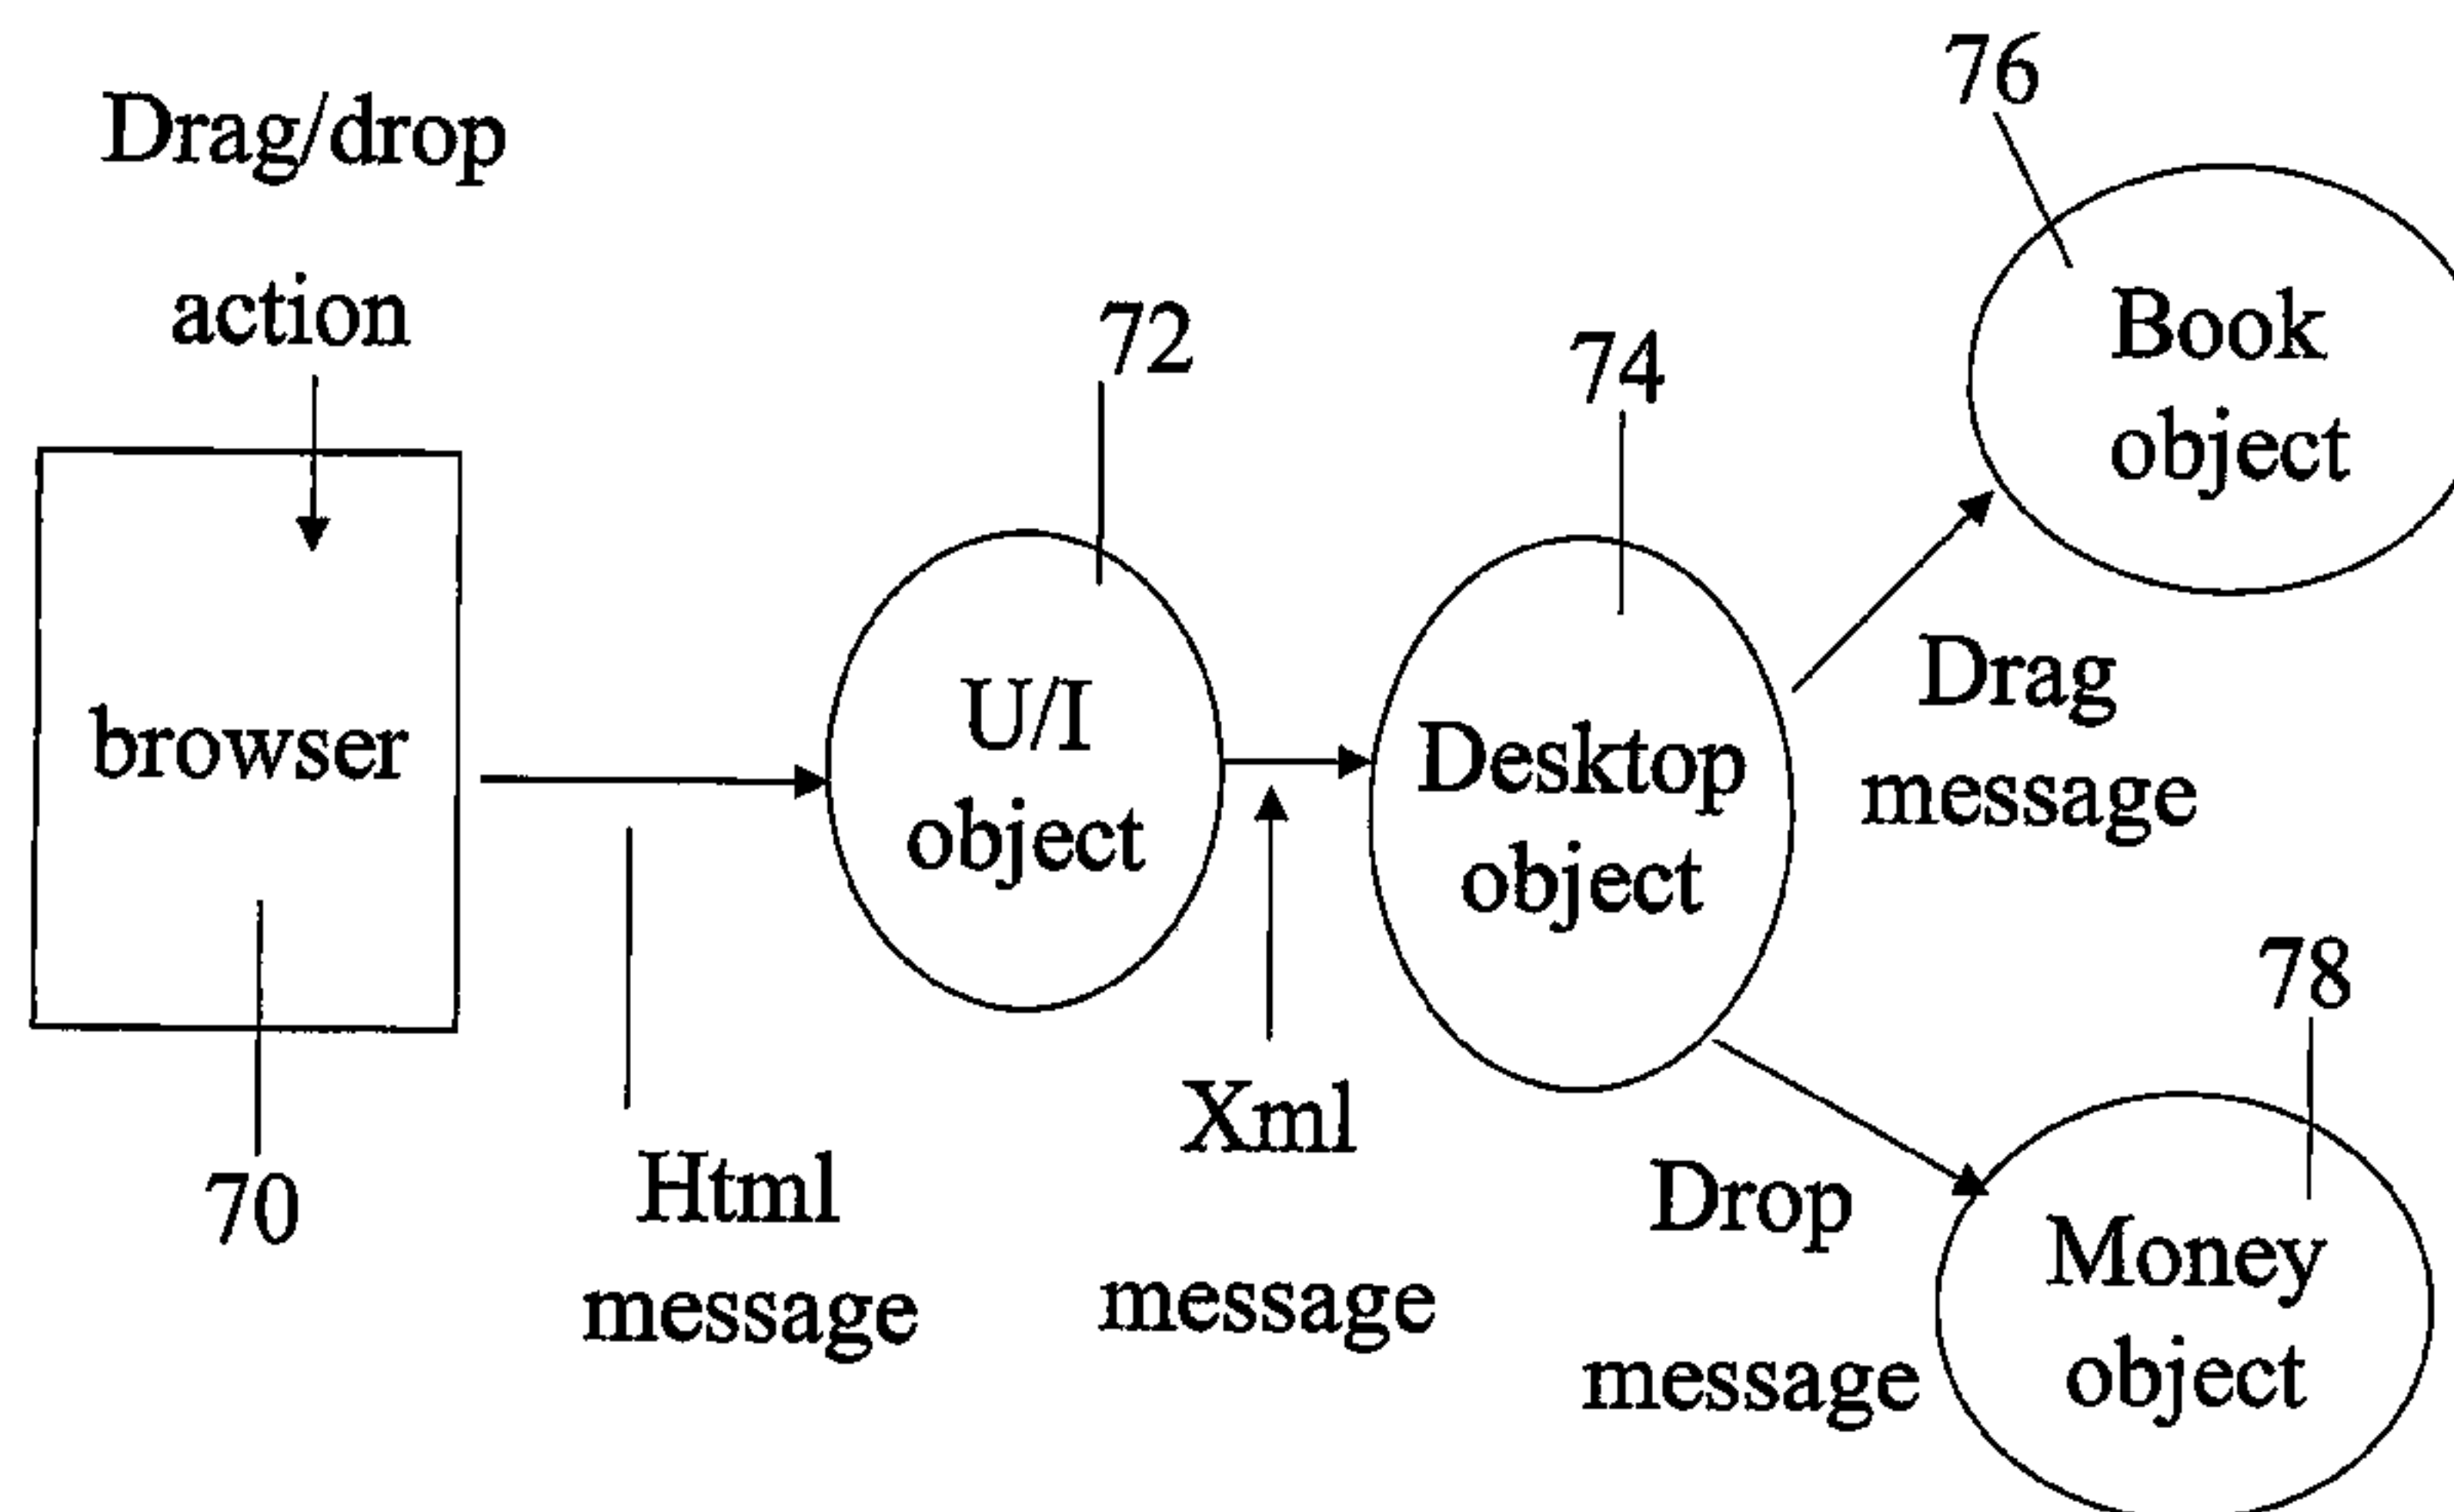 Drag/drop
action
browser
70
Html
message
72
U/I
object
Xml
message
74
Desktop
object
76
Book
object
Drag
message
78
Money
object
Drop
message